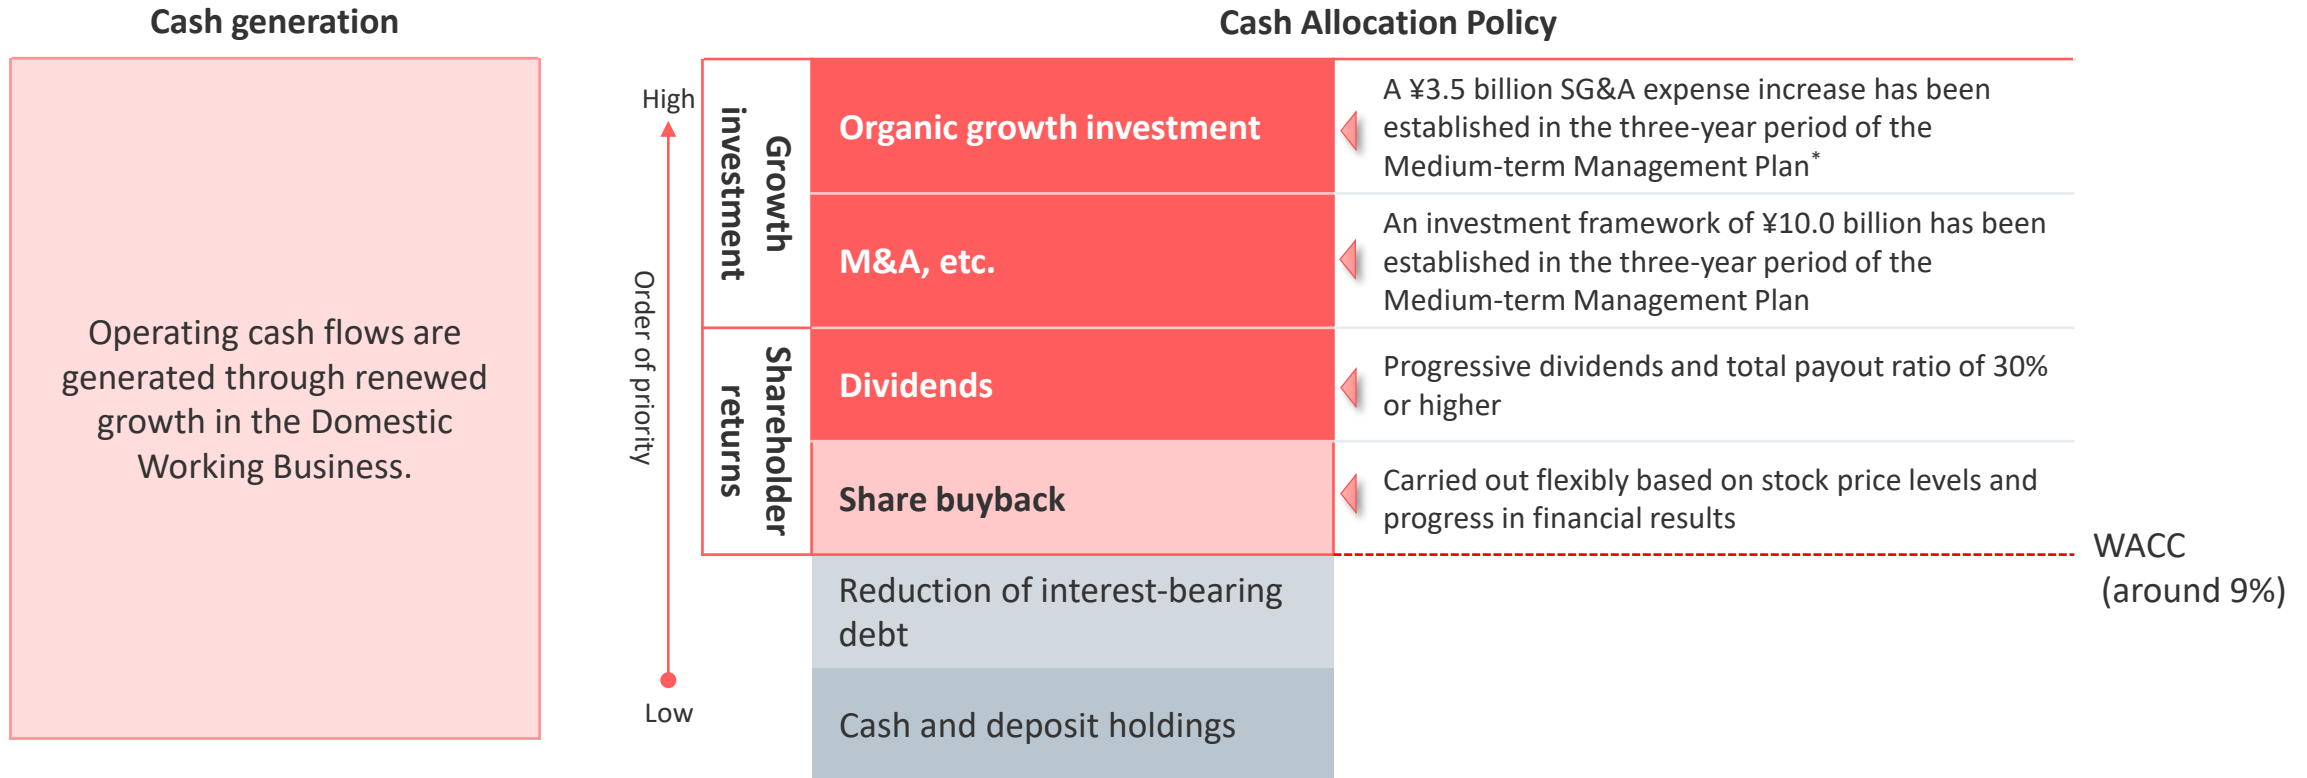 Cash generation
Operating cash flows are
generated through renewed
growth in the Domestic
Working Business.
Cash Allocation Policy
High
Order of priority
Low
Growth
investment
Organic growth investment
A ¥3.5 billion SG&A expense increase has been
established in the three-year period of the
Medium-term Management Plan*
M&A, etc.
An investment framework of ¥10.0 billion has been
established in the three-year period of the
Medium-term Management Plan
Shareholder
returns
Dividends
Progressive dividends and total payout ratio of 30%
or higher
Share buyback
Carried out flexibly based on stock price levels and
progress in financial results
WACC
(around 9%)
Reduction of interest-bearing
debt
Cash and deposit holdings